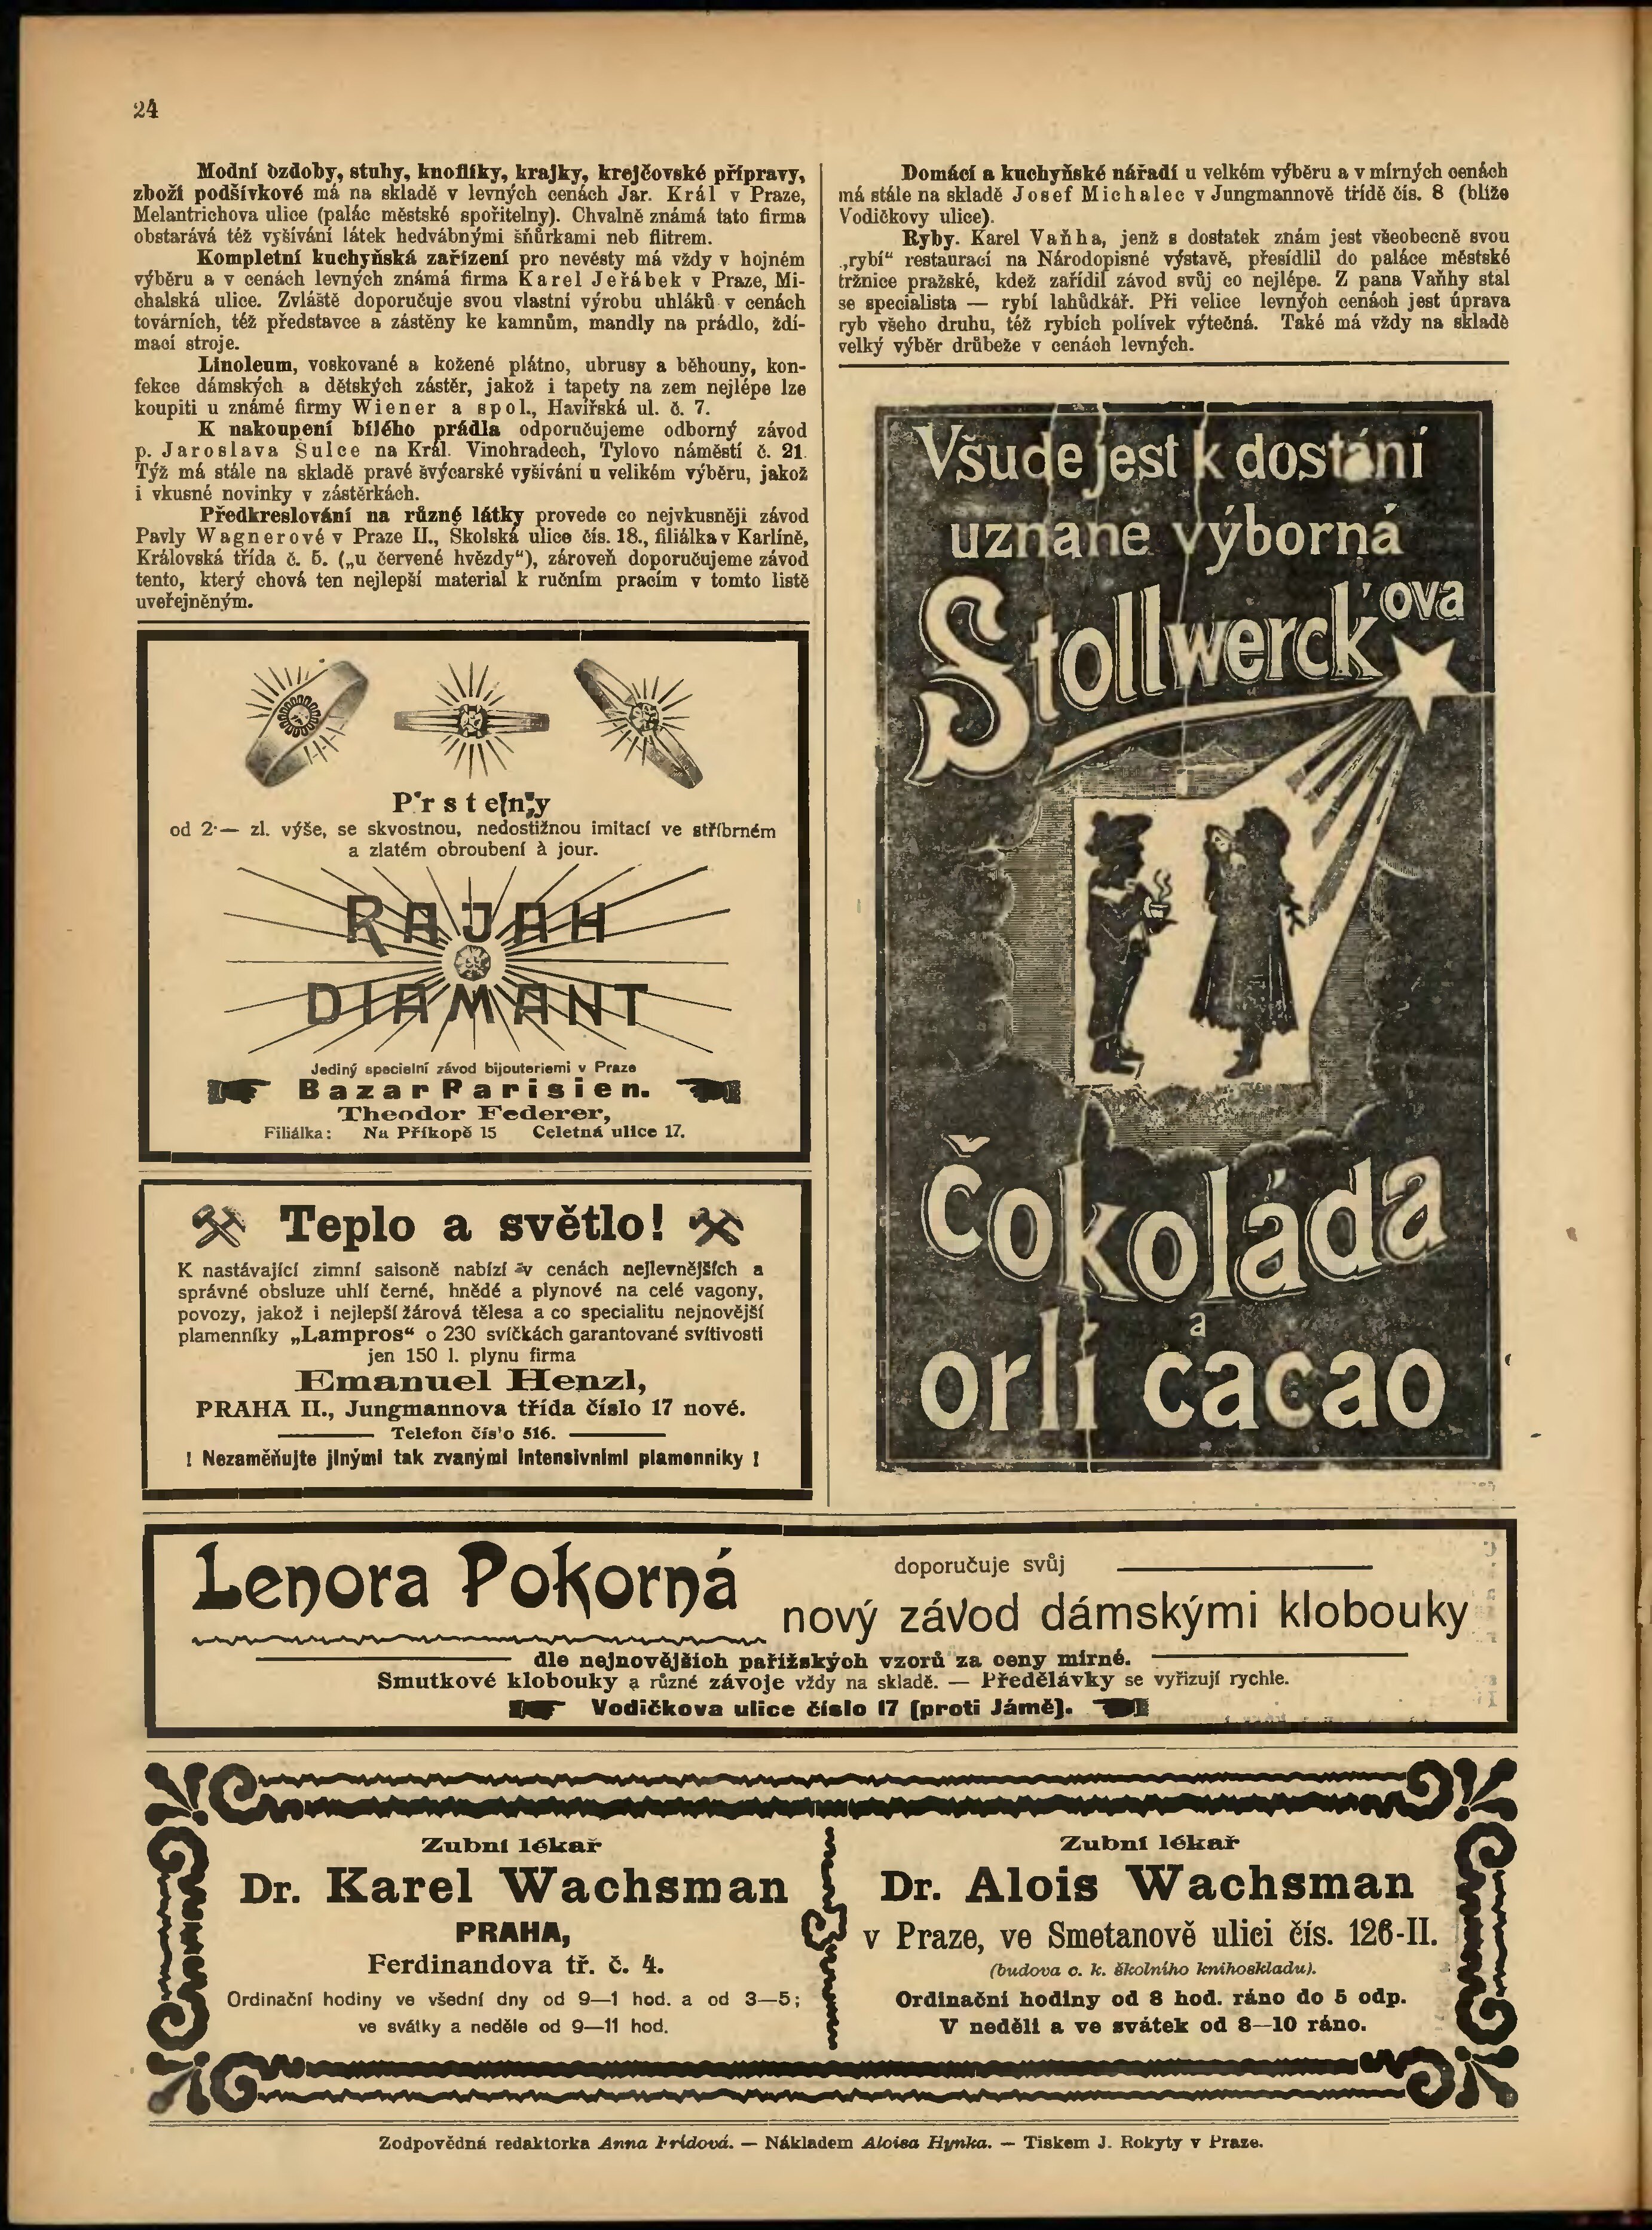 24
Modní ozdoby, stuhy, knoflíky, krajky, krejčovské přípravy,
zboží podšívkové má na skladě v levných cenách Jar. Král v Praze,
Melantrichova ulice (palác městské spořitelny). Chvalně známá tato firma
obstarává též vyšívání látek hedvábnými šňůrkami neb flitrem.
Kompletní kuchyňská zařízení pro nevěsty má vždy v hojném
výběru a v cenách levných známá firma Karel Jeřábek v Praze, Mi-
chalská ulice. Zvláště doporučuje svou vlastní výrobu uhláků v cenách
továrních, též představce a zástěny ke kamnům, mandly na prádlo, ždí-
mací stroje.
Linoleum, voskované a kožené plátno, ubrusy a běhouny, kon-
fekce dámských a dětských zástěr, jakož i tapety na zem nejlépe lze
koupiti u známé firmy Wiener a spol., Havířská ul. č. 7.
K nakoupení bílého prádla odporučujeme odborný závod
p. Jaroslava Šulce na Král. Vinohradech, Tylovo náměstí č. 21.
Týž má stále na skladě pravé švýcarské vyšívání u velikém výběru, jakož
i vkusné novinky v zástěrkách.
Předkreslování na různé látky provede co nejvkusněji závod
Pavly Wagnerové v Praze II., Školská ulice čís. 18., filiálka v Karlíně,
Královská třída č. 5. („u červené hvězdy“), zároveň doporučujeme závod
tento, který chová ten nejlepší material k ručním pracím v tomto listě
uveřejněným.
Domácí a kuchyňské nářadí u velkém výběru a v mírných cenách
má stále na skladě Josef Michalec v Jungmannově třídě čís. 8 (blíže
Vodičkovy ulice).
Ryby. Karel Vaňha, jenž s dostatek znám jest všeobecně svou
„rybí“ restaurací na Národopisné výstavě, přesídlil do paláce městské
tržnice pražské, kdež zařídil závod svůj co nejlépe. Z pana Vaňhy stal
se specialista — rybí lahůdkář. Při velice levných cenách jest úprava
ryb všeho druhu, též rybích polívek výtečná. Také má vždy na skladě
velký výběr drůbeže v cenách levných.
Prsteny
od 2·— zl. výše, se skvostnou, nedostižnou imitací ve stříbrném
a zlatém obroubení à jour.
RAJAH
DIAMANT
Jediný specielní závod bijouteriemi v Praze
Bazar Parisien.
Theodor Federer,
Filiálka: Na Příkopě 15 Celetná ulice 17.
Teplo a světlo!
K nastávající zimní saisoně nabízí v cenách nejlevnějších a
správné obsluze uhlí černé, hnědé a plynové na celé vagony,
povozy, jakož i nejlepší žárová tělesa a co specialitu nejnovější
plamenníky „Lampros“ o 230 svíčkách garantované svítivosti
jen 150 l. plynu firma
Emanuel Henzl,
PRAHA II., Jungmannova třída číslo 17 nové.
Telefon číslo 516.
! Nezaměňujte jinými tak zvanými intensivními plamenníky !
Všude jest k dostání
uznaně výborná
Stollwerck'ova
Čokoláda
a
orlí cacao
Lenora Pokorná
doporučuje svůj
nový závod dámskými klobouky
dle nejnovějších pařížských vzorů za ceny mírné.
Smutkové klobouky a různé závoje vždy na skladě. — Předělávky se vyřizují rychle.
Vodičkova ulice číslo 17 (proti Jámě).
Zubní lékař
Dr. Karel Wachsman
PRAHA,
Ferdinandova tř. č. 4.
Ordinační hodiny ve všední dny od 9—1 hod. a od 3—5;
ve svátky a neděle od 9—11 hod.
Zubní lékař
Dr. Alois Wachsman
v Praze, ve Smetanově ulici čís. 126-II.
(budova c. k. školního knihoskladu).
Ordinační hodiny od 8 hod. ráno do 5 odp.
V neděli a ve svátek od 8—10 ráno.
Zodpovědná redaktorka Anna Řídová. — Nákladem Aloisa Hynka. — Tiskem J. Rokyty v Praze.